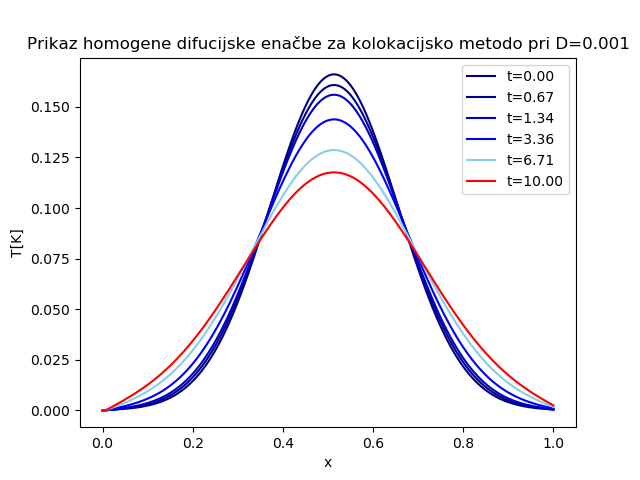 Prikaz homogene difucijske enačbe za kolokacijsko metodo pri D=0.001
t=0.00
t=0.67
t=1.34
t=3.36
t=6.71
t=10.00
T[K]
0.150
0.125
0.100
0.075
0.050
0.025
0.000
0.0 0.2 0.4 0.6 0.8 1.0
x